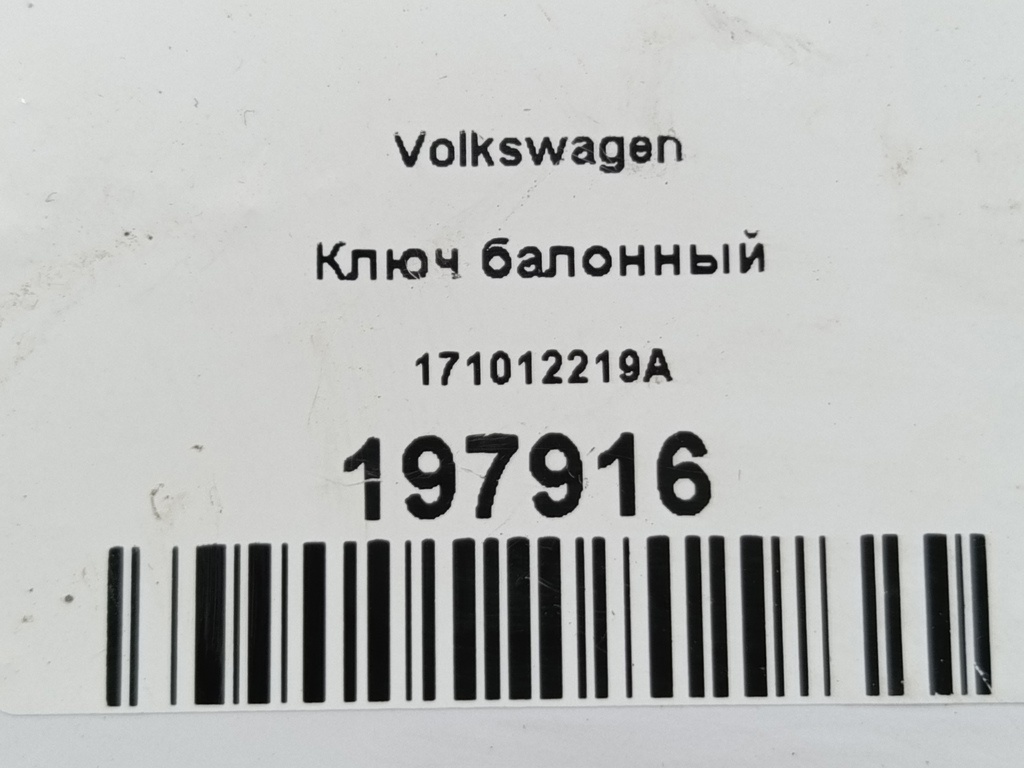 Volkswagen
Ключ балонный
171012219A
197916